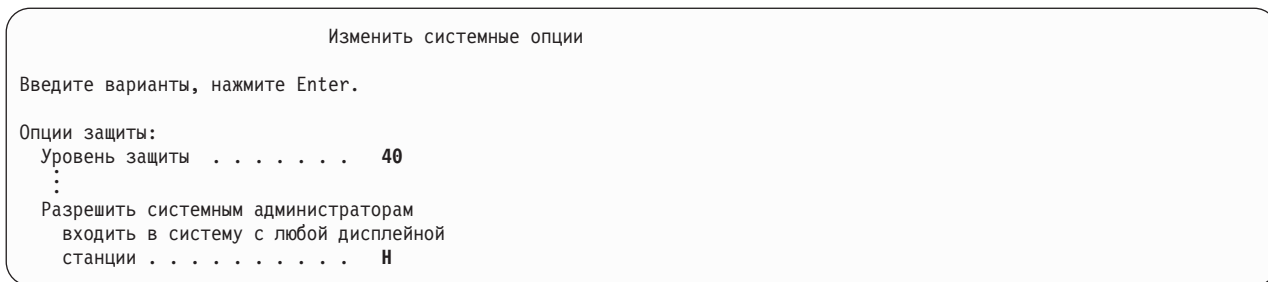 Изменить системные опции
Введите варианты, нажмите Enter.
Опции защиты:
Уровень защиты . . . . . . . 40
Разрешить системным администраторам
входить в систему с любой дисплейной
станции . . . . . . . . . . Н